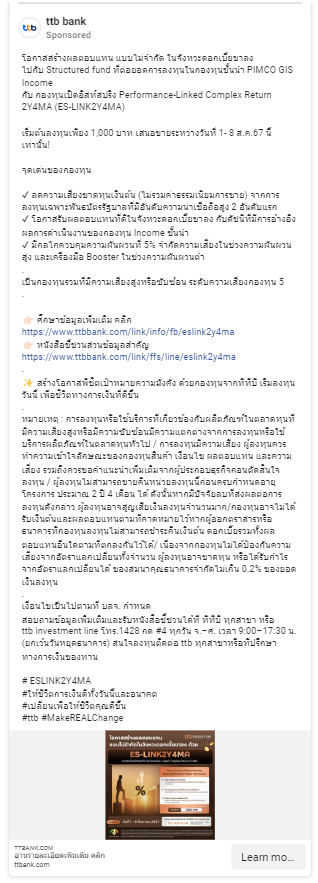 ttb bank
Sponsored
โอกาสสร้างผลตอบแทน แบบไม่จำกัด ในจังหวะดอกเบี้ยขาลง
ไปกับ Structured fund ที่ต่อยอดการลงทุนในกองทุนชั้นนำ PIMCO GIS
Income
กับ กองทุนเปิดอีสท์สปริง Performance-Linked Complex Return
2Y4MA (ES-LINK2Y4MA)
เริ่มต้นลงทุนเพียง 1,000 บาท เสนอขายระหว่างวันที่ 1- 8 ส.ค.67 นี้
เท่านั้น!
จุดเด่นของกองทุน
✓ ลดความเสี่ยงขาดทุนเงินต้น (ไม่รวมค่าธรรมเนียมการขาย) จากการ
ลงทุนเฉพาะพันธบัตรรัฐบาลที่มีอันดับความน่าเชื่อถือสูง 2 อันดับแรก
✓ โอกาสรับผลตอบแทนที่ดีในจังหวะดอกเบี้ยขาลง กับดัชนีที่มีการอ้างอิง
ผลการดำเนินงานของกองทุน Income ชั้นนำ
✓ มีกลไกควบคุมความผันผวนที่ 5% จำกัดความเสี่ยงในช่วงความผันผวน
สูง และเครื่องมือ Booster ในช่วงความผันผวนต่ำ
.
เป็นกองทุนรวมที่มีความเสี่ยงสูงหรือซับซ้อน ระดับความเสี่ยงกองทุน 5
.
👉🏻 ศึกษาข้อมูลเพิ่มเติม คลิก
https://www.ttbbank.com/link/info/fb/eslink2y4ma
👉🏻 หนังสือชี้ชวนส่วนข้อมูลสำคัญ
https://www.ttbbank.com/link/ffs/line/eslink2y4ma
.
✨ สร้างโอกาสพิชิตเป้าหมายความมั่งคั่ง ด้วยกองทุนจากทีทีบี เริ่มลงทุน
วันนี้ เพื่อชีวิตทางการเงินที่ดีขึ้น
.
หมายเหตุ : การลงทุนหรือใช้บริการที่เกี่ยวข้องกับผลิตภัณฑ์ในตลาดทุนที่
มีความเสี่ยงสูงหรือมีความซับซ้อนมีความแตกต่างจากการลงทุนหรือใช้
บริการผลิตภัณฑ์ในตลาดทุนทั่วไป / การลงทุนมีความเสี่ยง ผู้ลงทุนควร
ทำความเข้าใจลักษณะของกองทุนสินค้า เงื่อนไข ผลตอบแทน และความ
เสี่ยง รวมถึงควรขอคำแนะนำเพิ่มเติมจากผู้ประกอบธุรกิจก่อนตัดสินใจ
ลงทุน / ผู้ลงทุนไม่สามารถขายคืนหน่วยลงทุนนี้ก่อนครบกำหนดอายุ
โครงการ ประมาณ 2 ปี 4 เดือน ได้ ดังนั้นหากมีปัจจัยลบที่ส่งผลต่อการ
ลงทุนดังกล่าว ผู้ลงทุนอาจสูญเสียเงินลงทุนจำนวนมาก/กองทุนอาจไม่ได้
รับเงินต้นและผลตอบแทนตามที่คาดหมายไว้หากผู้ออกตราสารหรือ
ธนาคารที่กองทุนลงทุนไม่สามารถชำระคืนเงินต้น ดอกเบี้ยรวมทั้งผล
ตอบแทนอื่นใดตามที่ตกลงกันไว้ได้/ เนื่องจากกองทุนไม่ได้ป้องกันความ
เสี่ยงจากอัตราแลกเปลี่ยนทั้งจำนวน ผู้ลงทุนอาจขาดทุน หรือได้รับกำไร
จากอัตราแลกเปลี่ยนได้ ของสมนาคุณธนาคารจำกัดไม่เกิน 0.2% ของยอด
เงินลงทุน
.
เงื่อนไขเป็นไปตามที่ บลจ. กำหนด
สอบถามข้อมูลเพิ่มเติมและรับหนังสือชี้ชวนได้ที่ ทีทีบี ทุกสาขา หรือ
ttb investment line โทร.1428 กด #4 ทุกวัน จ.–ศ. เวลา 9:00–17:30 น.
(ยกเว้นวันหยุดธนาคาร) สนใจลงทุนติดต่อ ttb ทุกสาขาหรือที่ปรึกษา
ทางการเงินของท่าน
# ESLINK2Y4MA
#ให้ชีวิตการเงินดีทั้งวันนี้และอนาคต
#เปลี่ยนเพื่อให้ชีวิตคุณดีขึ้น
#ttb #MakeREALChange
โอกาสสร้างผลตอบแทน
แบบไม่จำกัดในจังหวะดอกเบี้ยขาลง ด้วย
ES-LINK2Y4MA
TTBBANK.COM
อ่านรายละเอียดเพิ่มเติม คลิก
ttbbank.com
Learn mo...